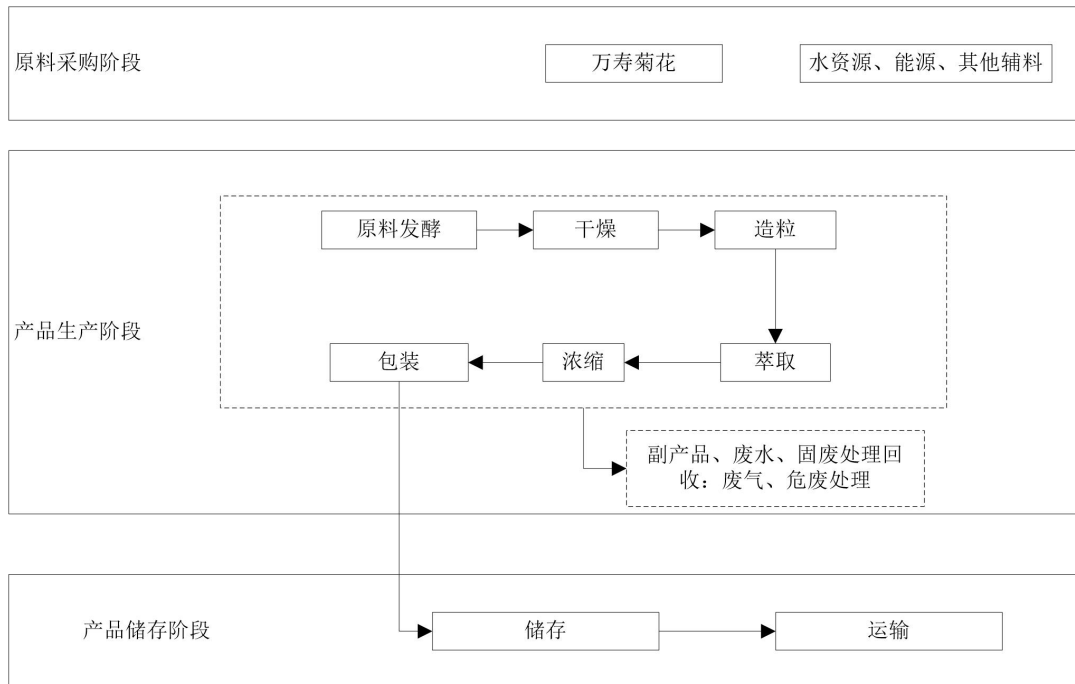 原料采购阶段
万寿菊花
水资源、能源、其他辅料
产品生产阶段
原料发酵
干燥
造粒
包装
浓缩
萃取
副产品、废水、固废处理回
收：废气、危废处理
产品储存阶段
储存
运输